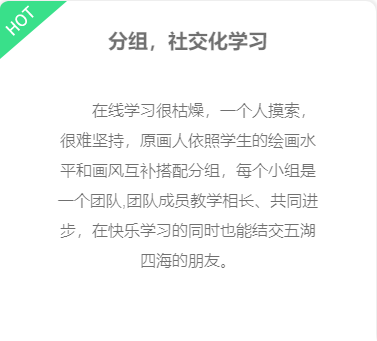 HOT
分组，社交化学习
在线学习很枯燥，一个人摸索，
很难坚持，原画人依照学生的绘画水
平和画风互补搭配分组，每个小组是
一个团队,团队成员教学相长、共同进
步，在快乐学习的同时也能结交五湖
四海的朋友。